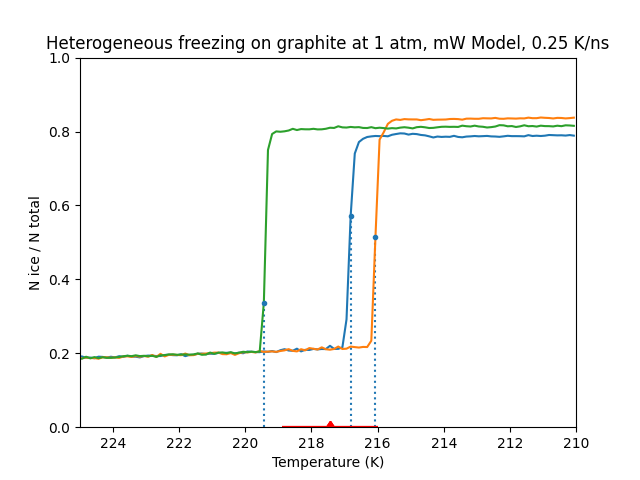 Heterogeneous freezing on graphite at 1 atm, mW Model, 0.25 K/ns
1.0
0.8
0.6
0.4
0.2
0.0
N ice / N total
224 222 220 218 216 214 212 210
Temperature (K)